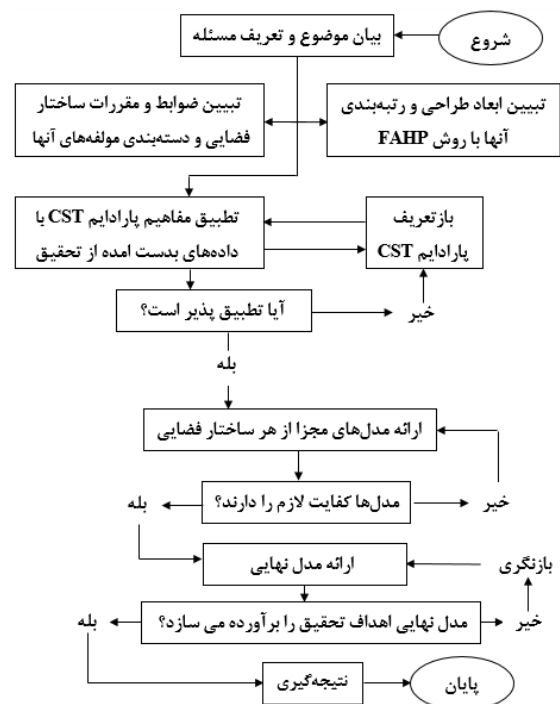 شروع
بیان موضوع و تعریف مسئله
تبیین ابعاد طراحی و رتبه‌بندی
آنها با روش FAHP
تبیین ضوابط و مقررات ساختار
فضایی و دسته‌بندی مولفه‌های آنها
بازتعریف
پارادایم CST
تطبیق مفاهیم پارادایم CST با
داده‌های بدست امده از تحقیق
آیا تطبیق پذیر است؟
خیر
بله
ارائه مدل‌های مجزا از هر ساختار فضایی
مدل‌ها کفایت لازم را دارند؟
خیر
بله
ارائه مدل نهایی
بازنگری
مدل نهایی اهداف تحقیق را برآورده می سازد؟
خیر
بله
نتیجه‌گیری
پایان